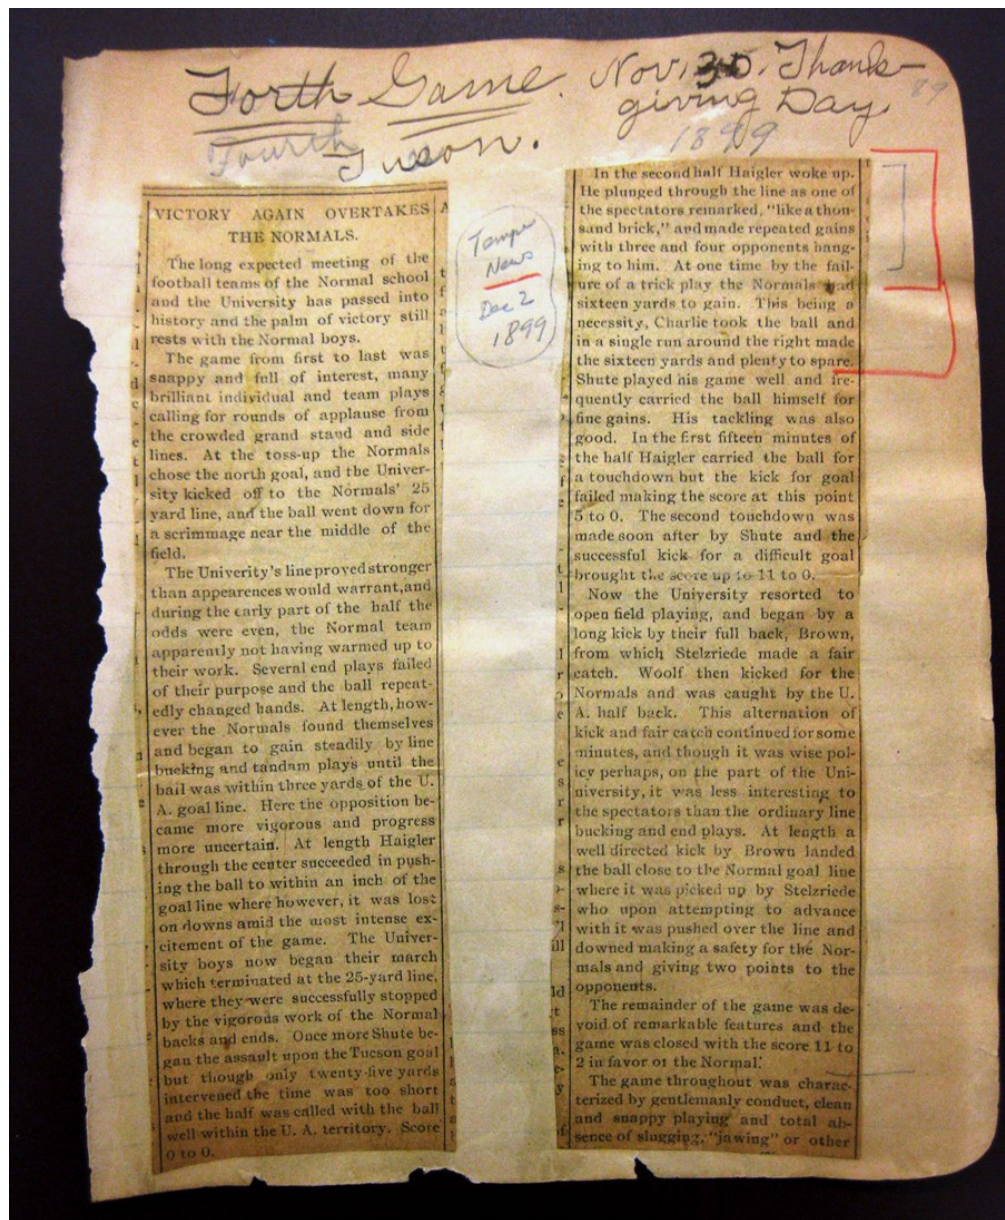 Forth Game. Nov. 30. Thanks-
giving Day
89
Fourth
Tucson.
1899
VICTORY AGAIN OVERTAKES
THE NORMALS.
The long expected meeting of the
football teams of the Normal school
and the University has passed into
history and the palm of victory still
rests with the Normal boys.
The game from first to last was
snappy and full of interest, many
brilliant individual and team plays
calling for rounds of applause from
the crowded grand stand and side
lines. At the toss-up the Normals
chose the north goal, and the Univer-
sity kicked off to the Normals' 25
yard line, and the ball went down for
a scrimmage near the middle of the
field.
The Univerity's line proved stronger
than appearences would warrant, and
during the early part of the half the
odds were even, the Normal team
apparently not having warmed up to
their work. Several end plays failed
of their purpose and the ball repeat-
edly changed hands. At length, how-
ever the Normals found themselves
and began to gain steadily by line
bucking and tandam plays until the
ball was within three yards of the U.
A. goal line. Here the opposition be-
came more vigorous and progress
more uncertain. At length Haigler
through the center succeeded in push-
ing the ball to within an inch of the
goal line where however, it was lost
on downs amid the most intense ex-
citement of the game. The Univer-
sity boys now began their march
which terminated at the 25-yard line,
where they were successfully stopped
by the vigorous work of the Normal
backs and ends. Once more Shute be-
gan the assault upon the Tucson goal
but though only twenty-five yards
intervened the time was too short
and the half was called with the ball
well within the U. A. territory. Score
0 to 0.
Tempe
News
Dec 2
1899
In the second half Haigler woke up.
He plunged through the line as one of
the spectators remarked, "like a thou-
sand brick," and made repeated gains
with three and four opponents hang-
ing to him. At one time by the fail-
ure of a trick play the Normals had
sixteen yards to gain. This being a
necessity, Charlie took the ball and
in a single run around the right made
the sixteen yards and plenty to spare.
Shute played his game well and fre-
quently carried the ball himself for
fine gains. His tackling was also
good. In the first fifteen minutes of
the half Haigler carried the ball for
a touchdown but the kick for goal
failed making the score at this point
5 to 0. The second touchdown was
made soon after by Shute and the
successful kick for a difficult goal
brought the score up to 11 to 0.
Now the University resorted to
open field playing, and began by a
long kick by their full back, Brown,
from which Stelzriede made a fair
catch. Woolf then kicked for the
Normals and was caught by the U.
A. half back. This alternation of
kick and fair catch continued for some
minutes, and though it was wise pol-
icy perhaps, on the part of the Uni-
niversity, it was less interesting to
the spectators than the ordinary line
bucking and end plays. At length a
well directed kick by Brown landed
the ball close to the Normal goal line
where it was picked up by Stelzriede
who upon attempting to advance
with it was pushed over the line and
downed making a safety for the Nor-
mals and giving two points to the
opponents.
The remainder of the game was de-
void of remarkable features and the
game was closed with the score 11 to
2 in favor of the Normal.
The game throughout was charac-
terized by gentlemanly conduct, clean
and snappy playing and total ab-
sence of slugging, "jawing" or other